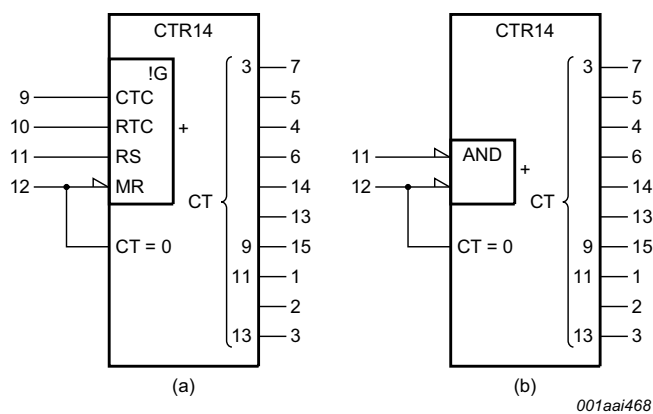 CTR14
!G
3 7
9 CTC 5
10 RTC + 4
11 RS 6
12 MR 14
CT
13
CT = 0 9 15
11 1
2
13 3
(a)
CTR14
3 7
5
4
11 AND 6
+
12 14
CT
13
9 15
11 1
2
13 3
(b)
001aai468